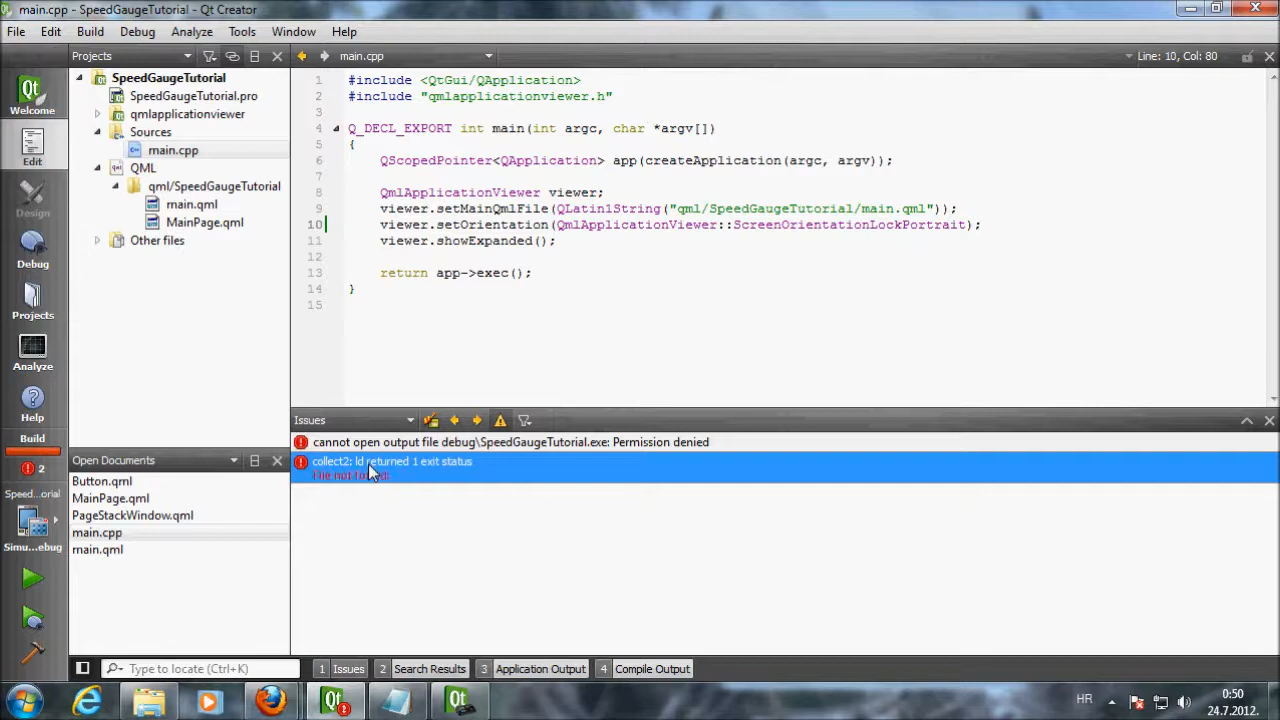 main.cpp - SpeedGaugeTutorial - Qt Creator
File Edit Build Debug Analyze Tools Window Help
Projects
main.cpp
Line: 10, Col: 80
Welcome
Edit
Design
Debug
Projects
Analyze
Help
Build
2
Speed...orial
Simu...ebug
SpeedGaugeTutorial
SpeedGaugeTutorial.pro
qmlapplicationviewer
Sources
main.cpp
QML
qml/SpeedGaugeTutorial
main.qml
MainPage.qml
Other files
Open Documents
Button.qml
MainPage.qml
PageStackWindow.qml
main.cpp
main.qml
1 #include <QtGui/QApplication>
2 #include "qmlapplicationviewer.h"
3
4 Q_DECL_EXPORT int main(int argc, char *argv[])
5 {
6 QScopedPointer<QApplication> app(createApplication(argc, argv));
7
8 QmlApplicationViewer viewer;
9 viewer.setMainQmlFile(QLatin1String("qml/SpeedGaugeTutorial/main.qml"));
10 viewer.setOrientation(QmlApplicationViewer::ScreenOrientationLockPortrait);
11 viewer.showExpanded();
12
13 return app->exec();
14 }
15
Issues
cannot open output file debug\SpeedGaugeTutorial.exe: Permission denied
collect2: ld returned 1 exit status
File not found:
Type to locate (Ctrl+K)
1 Issues 2 Search Results 3 Application Output 4 Compile Output
HR
0:50
24.7.2012.